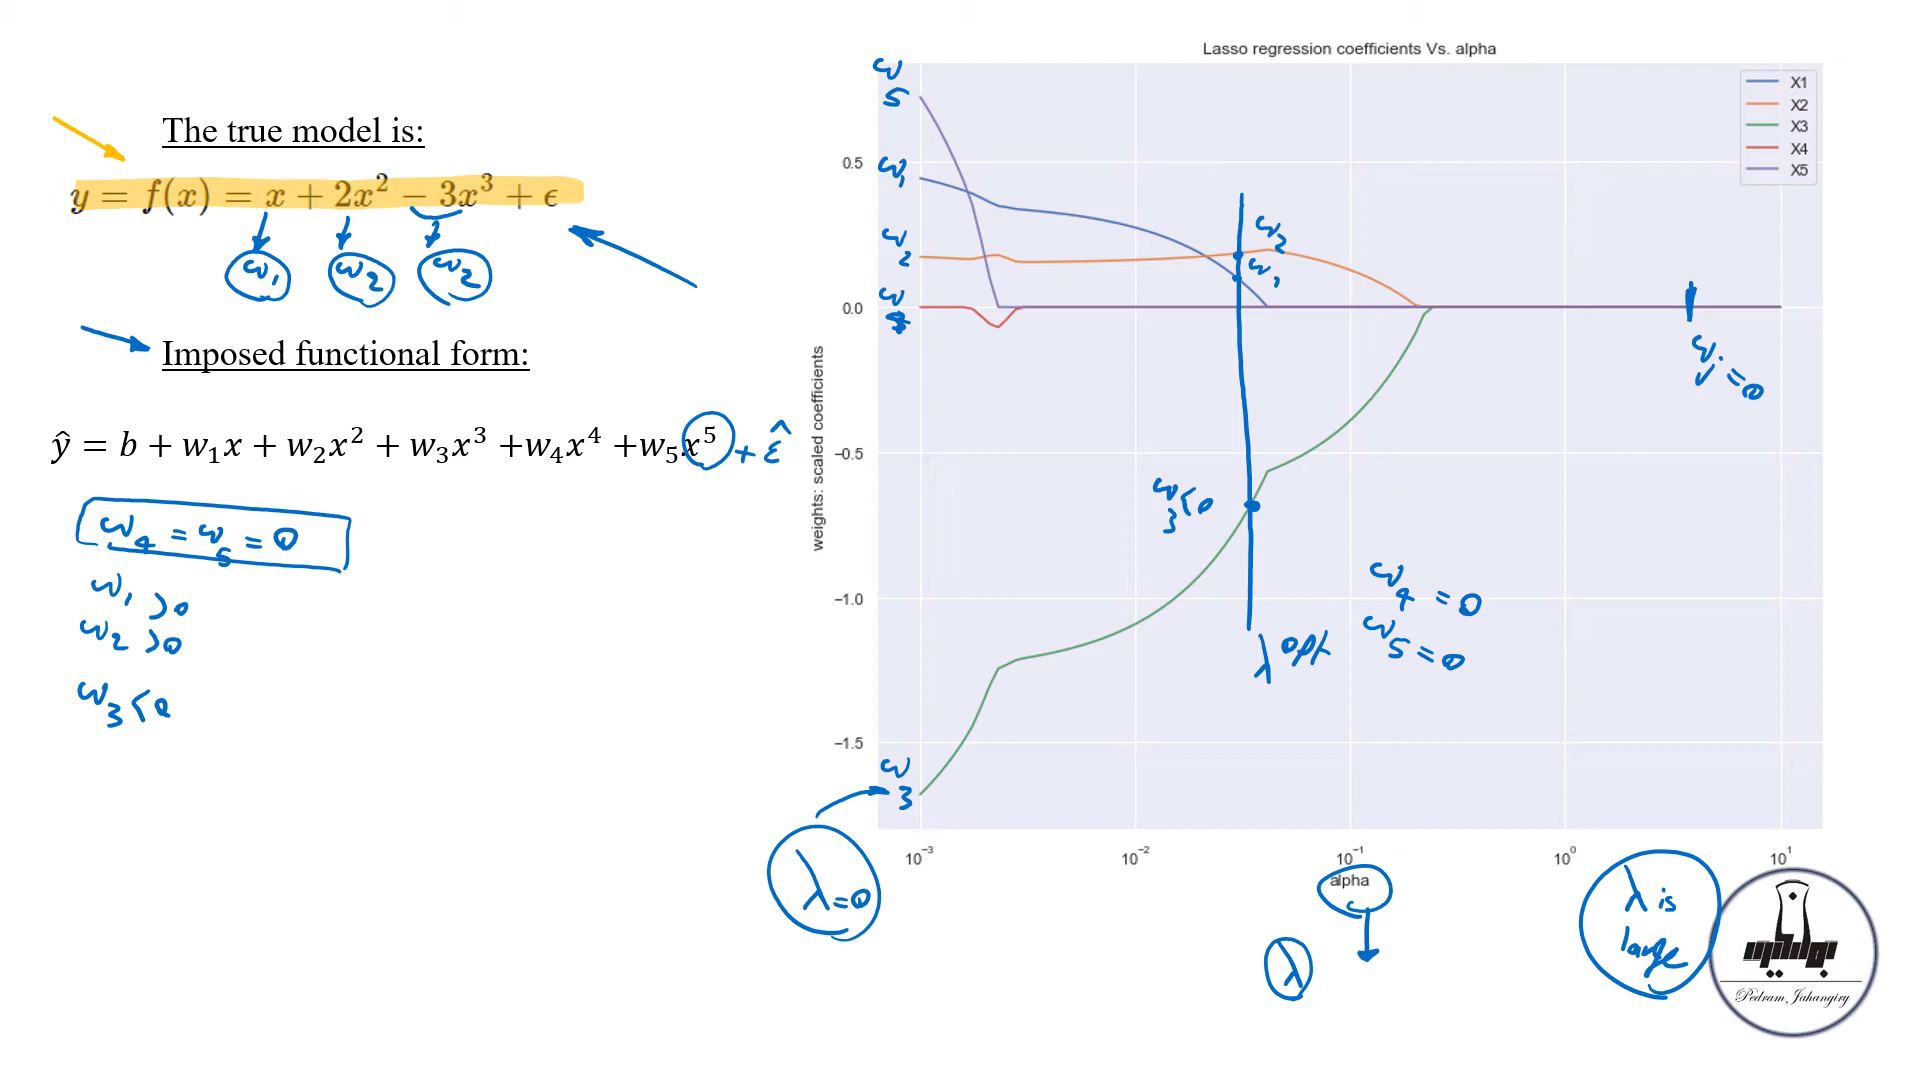 The true model is:
y = f(x) = x + 2x² − 3x³ + ϵ
w₁ w₂ w₂
Imposed functional form:
ŷ = b + w₁x + w₂x² + w₃x³ +w₄x⁴ +w₅x⁵ + ε̂
w₄ = w₅ = 0
w₁ >0
w₂ >0
w₃ <0
Lasso regression coefficients Vs. alpha
X1
X2
X3
X4
X5
w₅
w₁
w₂
w
w₃
0.5
0.0
−0.5
−1.0
−1.5
weights: scaled coefficients
w₂
w₁
w₃<0
wⱼ = 0
w₄ = 0
w₅ = 0
λ opt
10⁻³ 10⁻² 10⁻¹ 10⁰ 10¹
alpha
λ=0
λ
λ is
large
Pedram Jahangiry